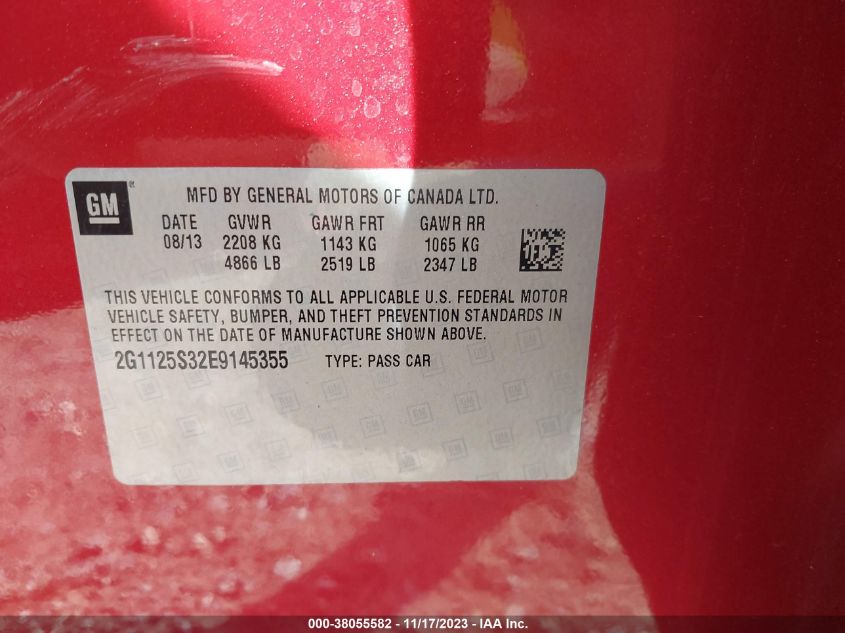 GM
MFD BY GENERAL MOTORS OF CANADA LTD.
DATE GVWR GAWR FRT GAWR RR
08/13 2208 KG 1143 KG 1065 KG
4866 LB 2519 LB 2347 LB
THIS VEHICLE CONFORMS TO ALL APPLICABLE U.S. FEDERAL MOTOR
VEHICLE SAFETY, BUMPER, AND THEFT PREVENTION STANDARDS IN
EFFECT ON THE DATE OF MANUFACTURE SHOWN ABOVE.
2G1125S32E9145355 TYPE: PASS CAR
000-38055582 - 11/17/2023 - IAA Inc.